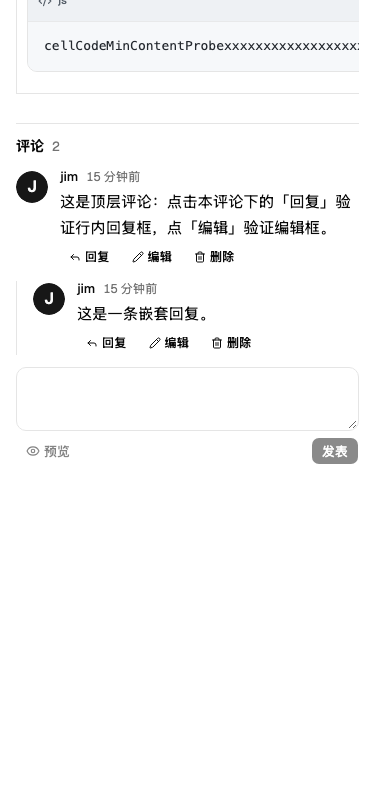 </> js
cellCodeMinContentProbexxxxxxxxxxxxxxxxxx
评论 2
J jim 15 分钟前
这是顶层评论：点击本评论下的「回复」验
证行内回复框，点「编辑」验证编辑框。
回复 编辑 删除
J jim 15 分钟前
这是一条嵌套回复。
回复 编辑 删除
预览 发表